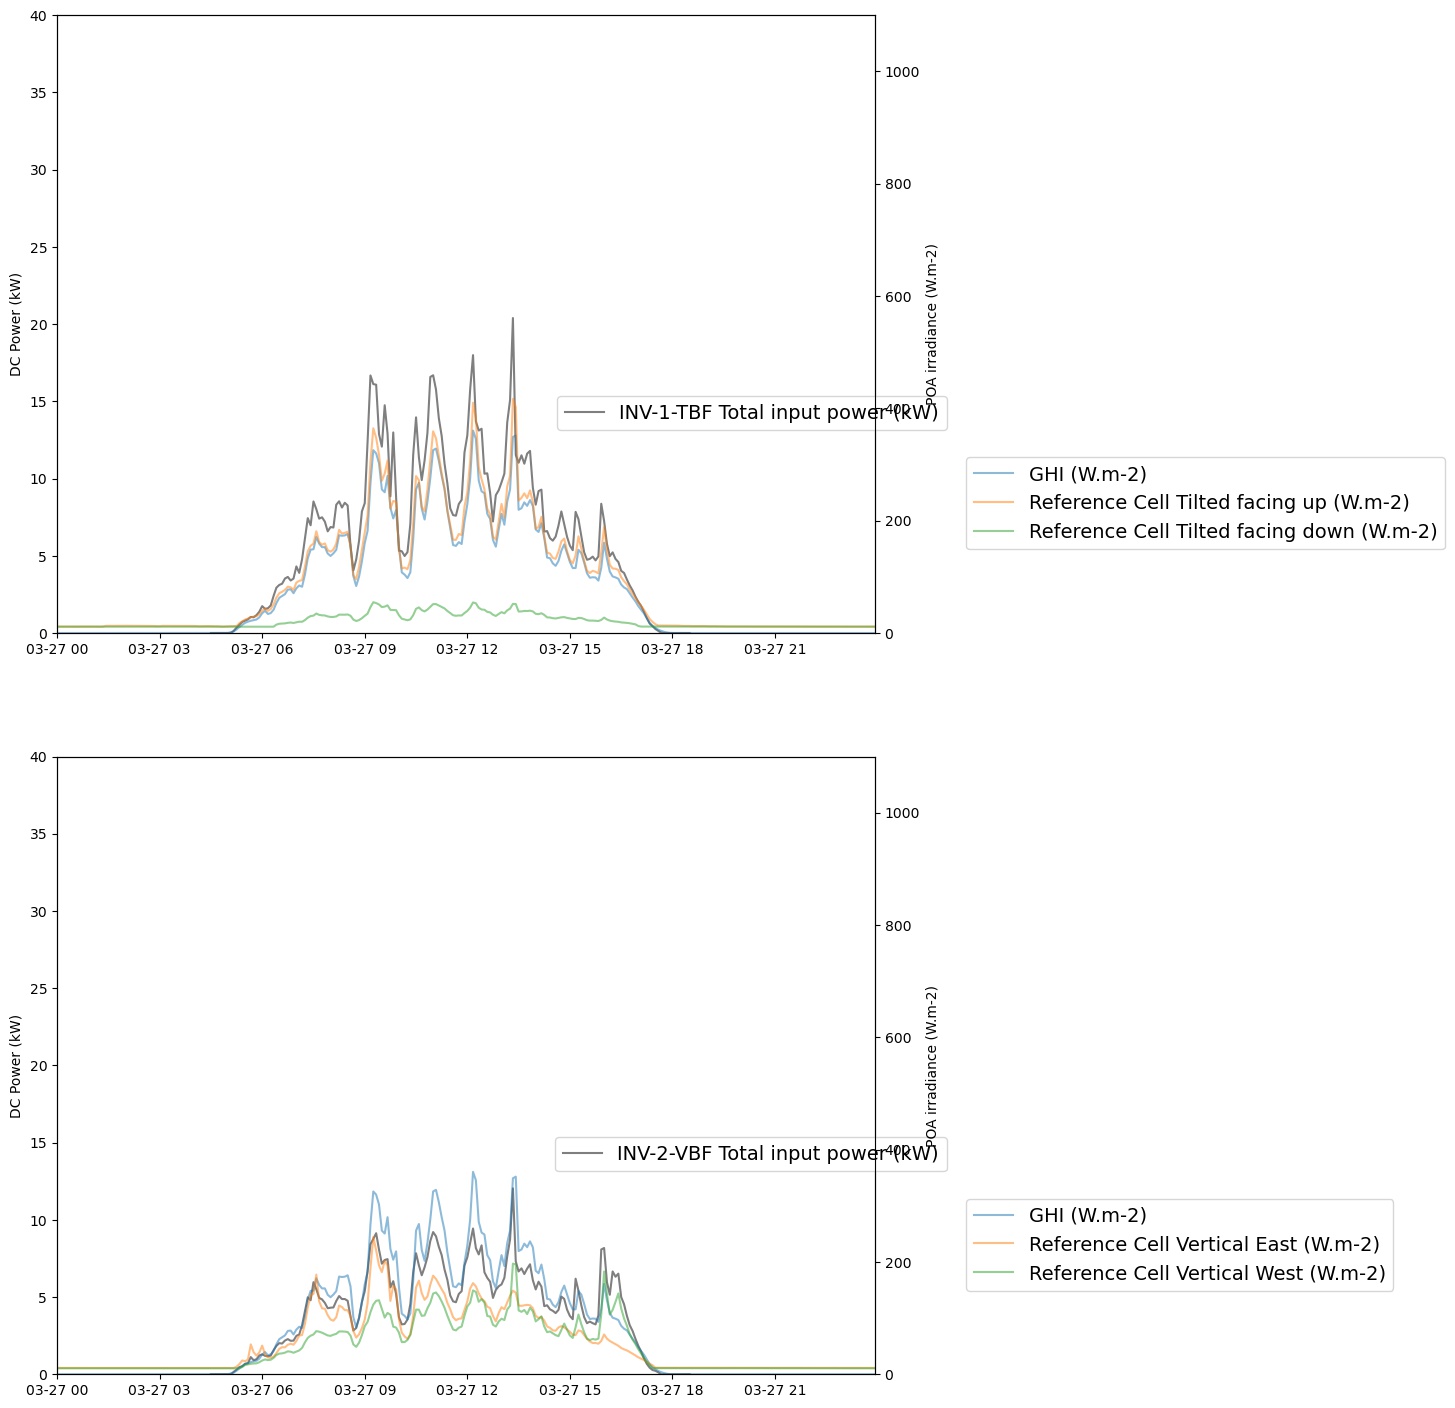 40
35
30
25
20
15
10
5
0
DC Power (kW)
1000
800
600
400
200
0
POA irradiance (W.m-2)
INV-1-TBF Total input power (kW)
GHI (W.m-2)
Reference Cell Tilted facing up (W.m-2)
Reference Cell Tilted facing down (W.m-2)
03-27 00 03-27 03 03-27 06 03-27 09 03-27 12 03-27 15 03-27 18 03-27 21
40
35
30
25
20
15
10
5
0
DC Power (kW)
1000
800
600
400
200
0
POA irradiance (W.m-2)
INV-2-VBF Total input power (kW)
GHI (W.m-2)
Reference Cell Vertical East (W.m-2)
Reference Cell Vertical West (W.m-2)
03-27 00 03-27 03 03-27 06 03-27 09 03-27 12 03-27 15 03-27 18 03-27 21